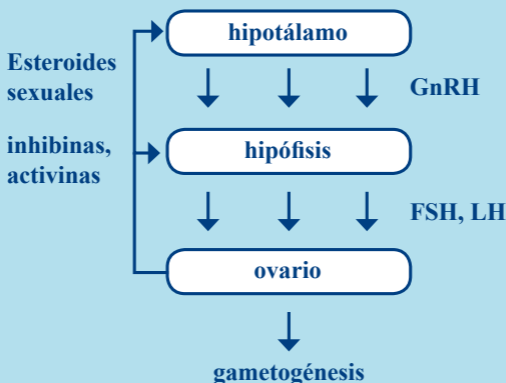 hipotálamo
Esteroides
sexuales
GnRH
inhibinas,
activinas
hipófisis
FSH, LH
ovario
gametogénesis